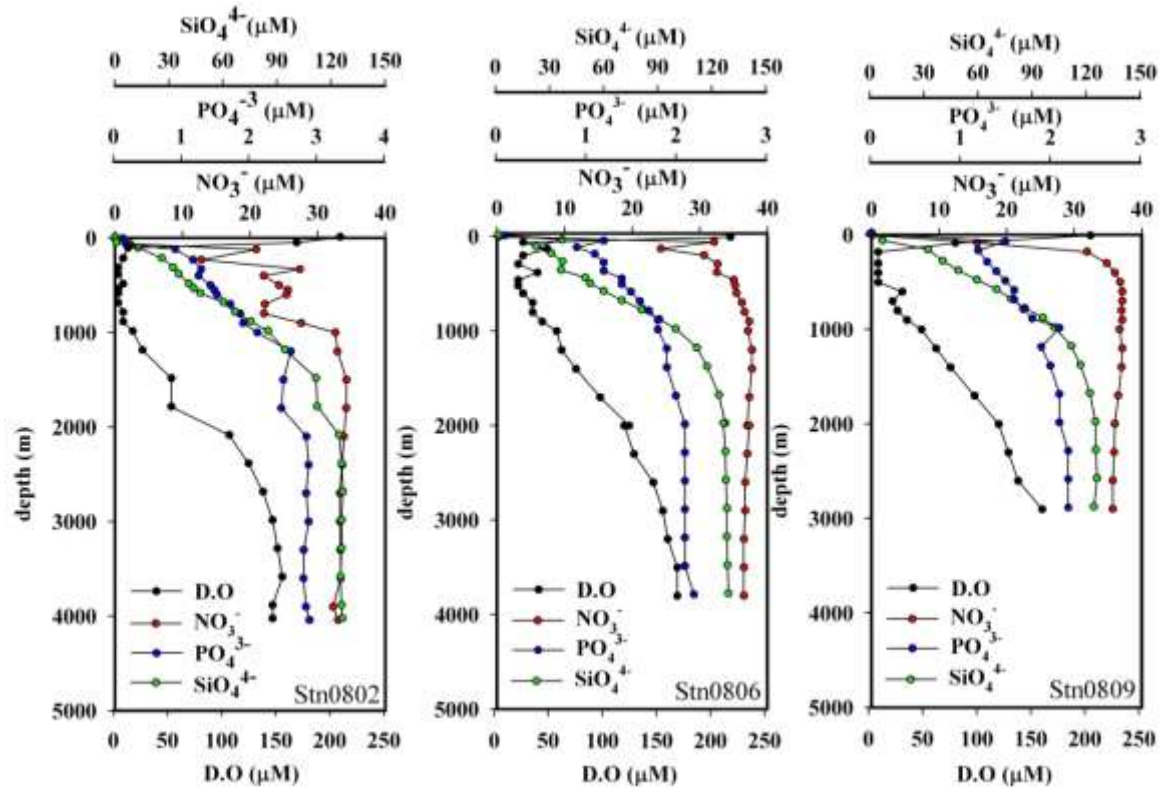 SiO₄⁴⁻ (μM)
0 30 60 90 120 150
PO₄⁻³ (μM)
0 1 2 3 4
NO₃⁻ (μM)
0 10 20 30 40
depth (m)
0
1000
2000
3000
4000
5000
D.O
NO₃⁻
PO₄³⁻
SiO₄⁴⁻
Stn0802
0 50 100 150 200 250
D.O (μM)
SiO₄⁴⁻ (μM)
0 30 60 90 120 150
PO₄³⁻ (μM)
0 1 2 3
NO₃⁻ (μM)
0 10 20 30 40
depth (m)
0
1000
2000
3000
4000
5000
D.O
NO₃⁻
PO₄³⁻
SiO₄⁴⁻
Stn0806
0 50 100 150 200 250
D.O (μM)
SiO₄⁴⁻ (μM)
0 30 60 90 120 150
PO₄³⁻ (μM)
0 1 2 3
NO₃⁻ (μM)
0 10 20 30 40
depth (m)
0
1000
2000
3000
4000
5000
D.O
NO₃⁻
PO₄³⁻
SiO₄⁴⁻
Stn0809
0 50 100 150 200 250
D.O (μM)